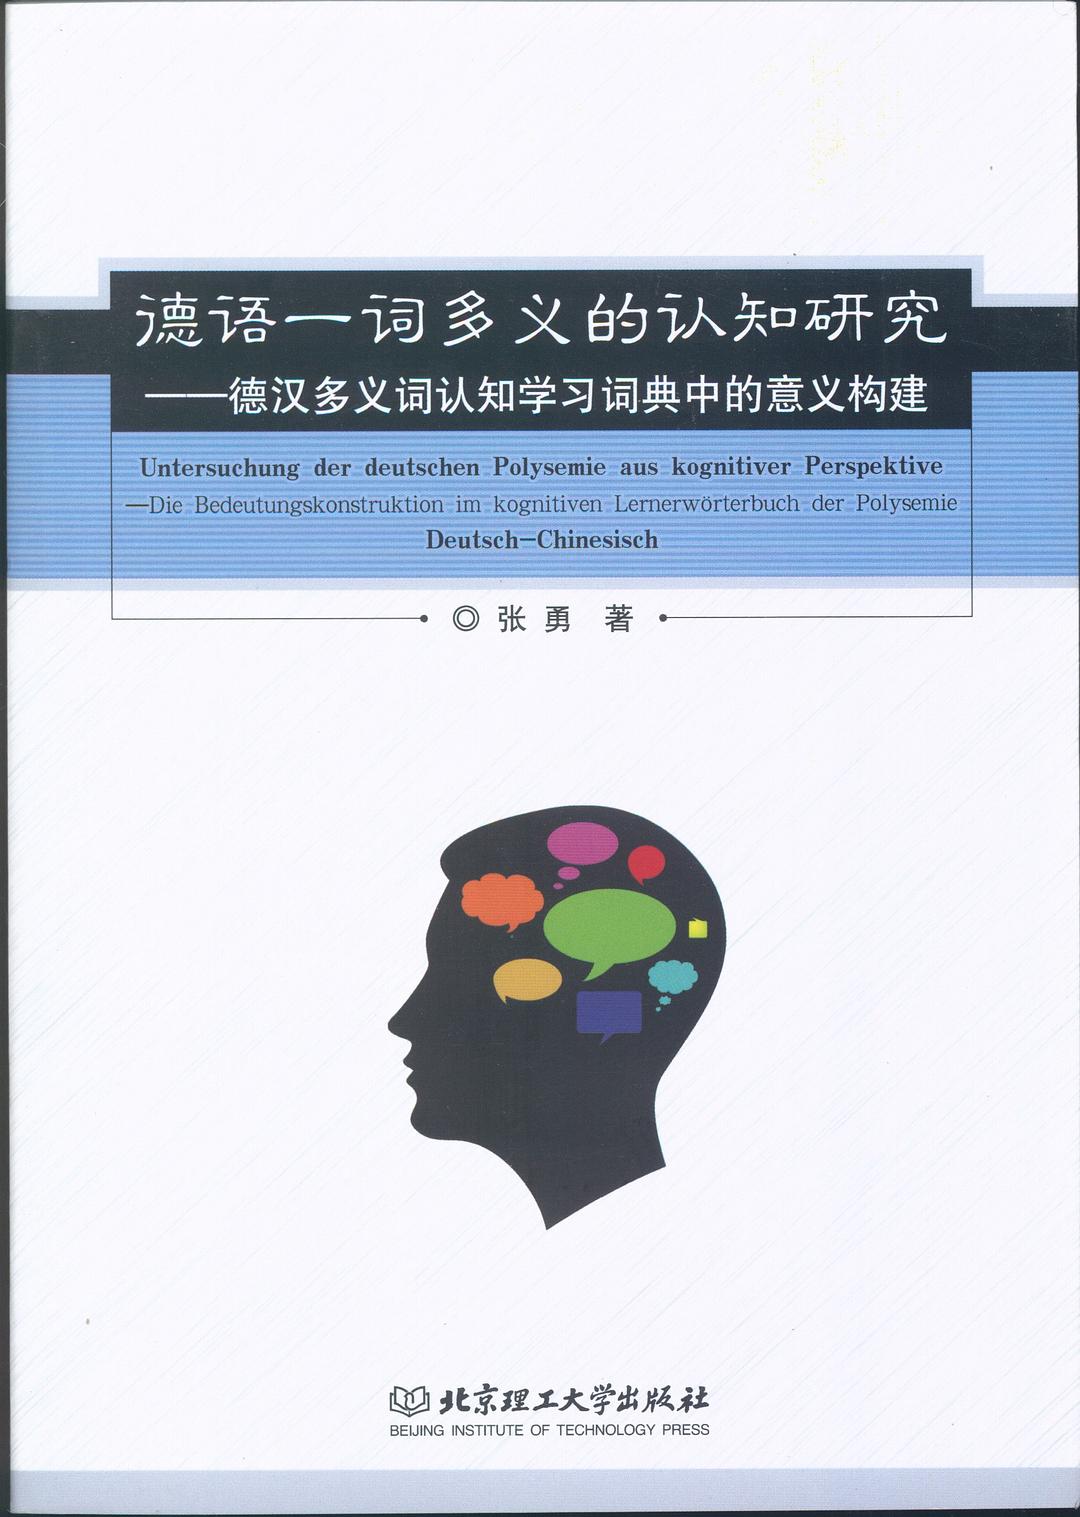 德语一词多义的认知研究
——德汉多义词认知学习词典中的意义构建
Untersuchung der deutschen Polysemie aus kognitiver Perspektive
—Die Bedeutungskonstruktion im kognitiven Lernerwörterbuch der Polysemie
Deutsch—Chinesisch
◎ 张 勇 著
北京理工大学出版社
BEIJING INSTITUTE OF TECHNOLOGY PRESS